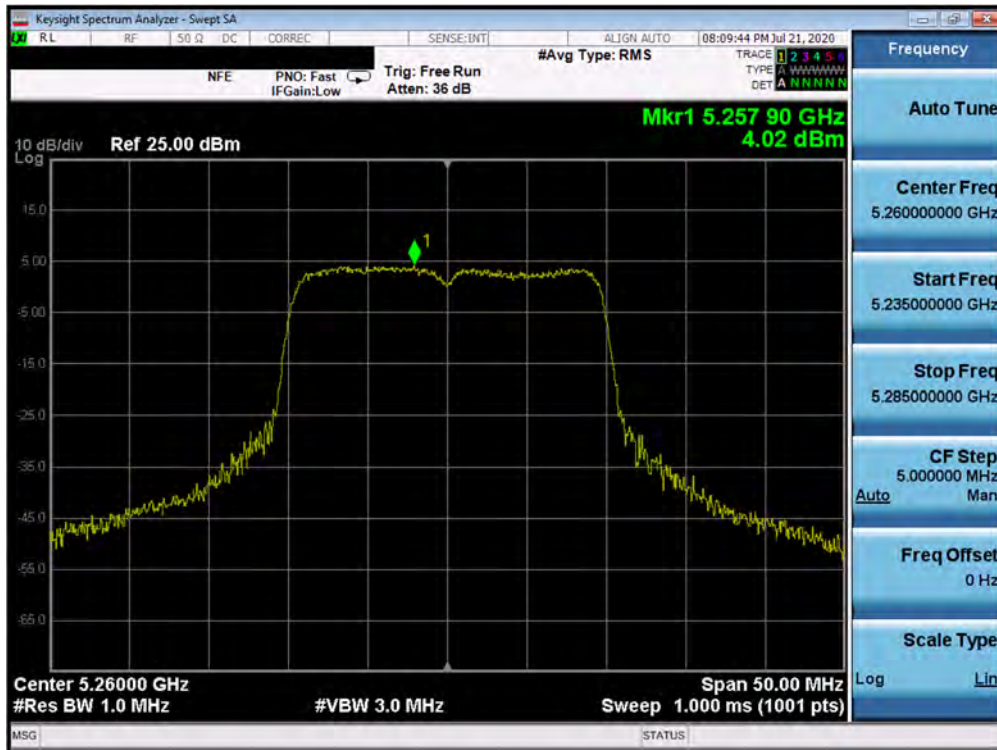 Keysight Spectrum Analyzer - Swept SA
RL RF 50 Ω DC CORREC SENSE:INT ALIGN AUTO 08:09:44 PM Jul 21, 2020
NFE PNO: Fast Trig: Free Run #Avg Type: RMS TRACE 1 2 3 4 5 6
IFGain:Low Atten: 36 dB TYPE A WWWWW
DET A N N N N N
Mkr1 5.257 90 GHz
4.02 dBm
10 dB/div Ref 25.00 dBm
Log
15.0
1
5.00
-5.00
-15.0
-25.0
-35.0
-45.0
-55.0
-65.0
Center 5.26000 GHz Span 50.00 MHz
#Res BW 1.0 MHz #VBW 3.0 MHz Sweep 1.000 ms (1001 pts)
MSG STATUS
Frequency
Auto Tune
Center Freq
5.260000000 GHz
Start Freq
5.235000000 GHz
Stop Freq
5.285000000 GHz
CF Step
5.000000 MHz
Auto Man
Freq Offset
0 Hz
Scale Type
Log Lin